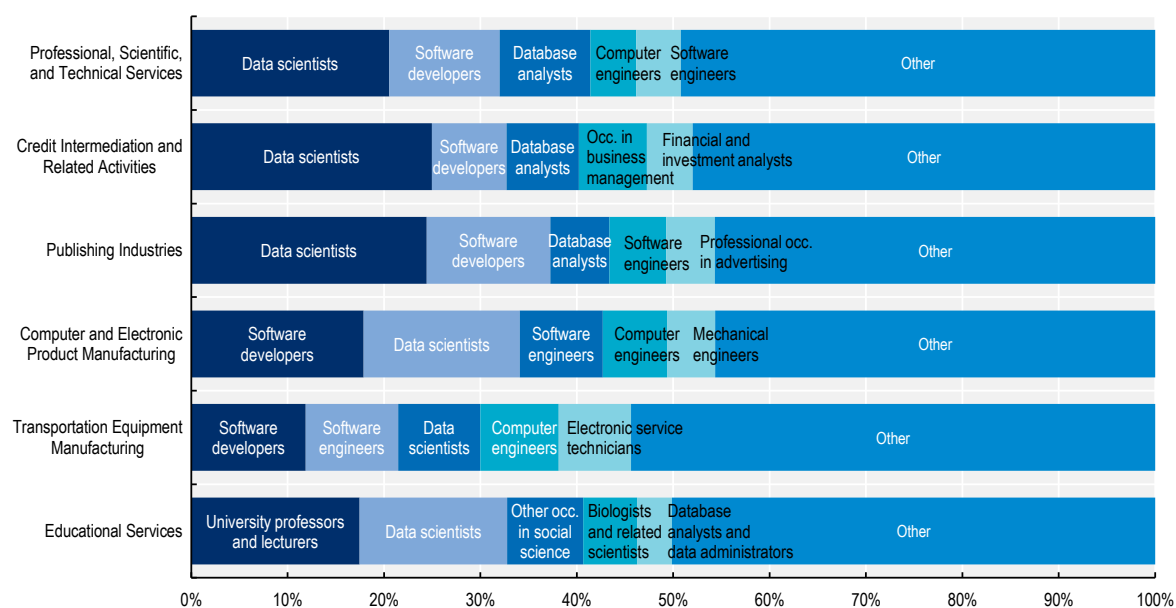 Professional, Scientific,
and Technical Services
Data scientists
Software
developers
Database
analysts
Computer
engineers
Software
engineers
Other
Credit Intermediation and
Related Activities
Data scientists
Software
developers
Database
analysts
Occ. in
business
management
Financial and
investment analysts
Other
Publishing Industries
Data scientists
Software
developers
Database
analysts
Software
engineers
Professional occ.
in advertising
Other
Computer and Electronic
Product Manufacturing
Software
developers
Data scientists
Software
engineers
Computer
engineers
Mechanical
engineers
Other
Transportation Equipment
Manufacturing
Software
developers
Software
engineers
Data
scientists
Computer
engineers
Electronic service
technicians
Other
Educational Services
University professors
and lecturers
Data scientists
Other occ.
in social
science
Biologists
and related
scientists
Database
analysts and
data administrators
Other
0% 10% 20% 30% 40% 50% 60% 70% 80% 90% 100%